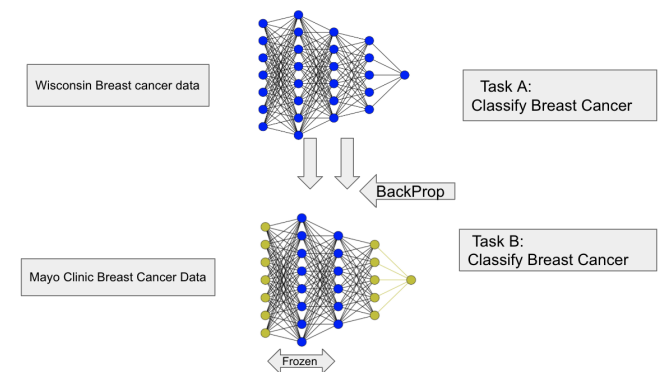 Wisconsin Breast cancer data
Task A:
Classify Breast Cancer
BackProp
Task B:
Classify Breast Cancer
Mayo Clinic Breast Cancer Data
Frozen